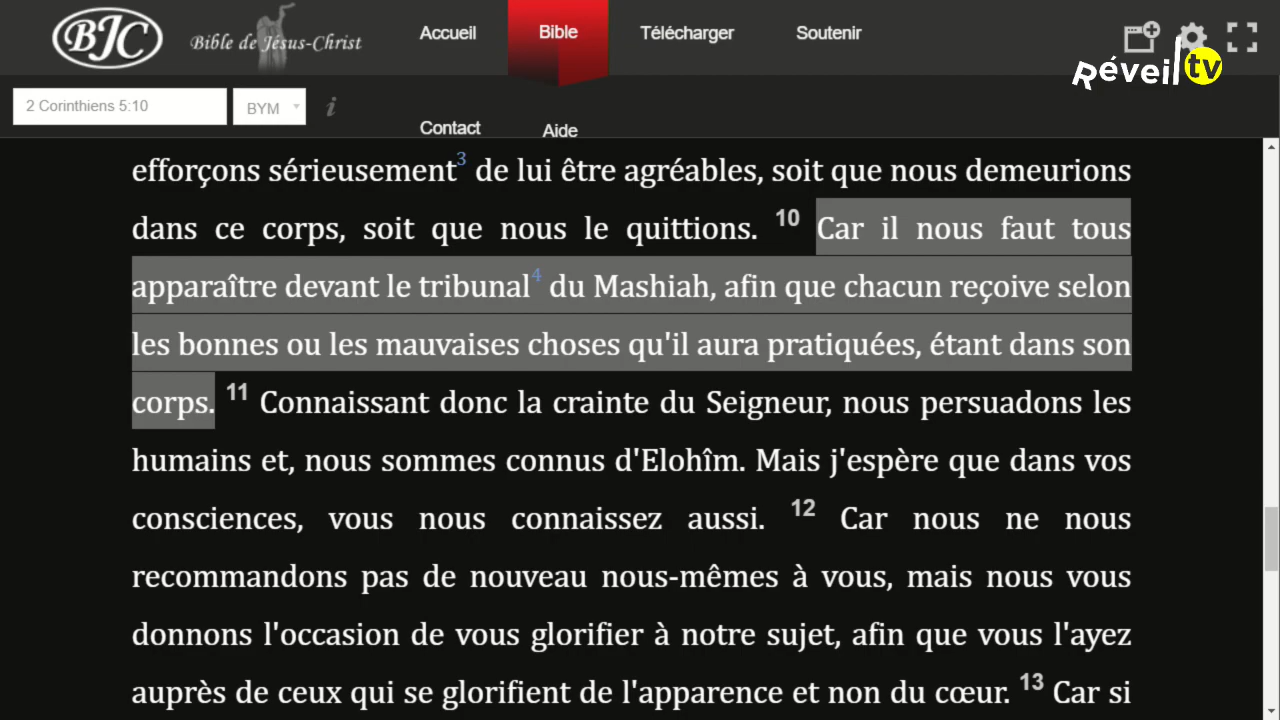 BJC
Bible de Jésus-Christ
Accueil
Bible
Télécharger
Soutenir
Réveil tv
2 Corinthiens 5:10
BYM
i
Contact
Aide
efforçons sérieusement3 de lui être agréables, soit que nous demeurions
dans ce corps, soit que nous le quittions. 10 Car il nous faut tous
apparaître devant le tribunal4 du Mashiah, afin que chacun reçoive selon
les bonnes ou les mauvaises choses qu'il aura pratiquées, étant dans son
corps. 11 Connaissant donc la crainte du Seigneur, nous persuadons les
humains et, nous sommes connus d'Elohîm. Mais j'espère que dans vos
consciences, vous nous connaissez aussi. 12 Car nous ne nous
recommandons pas de nouveau nous-mêmes à vous, mais nous vous
donnons l'occasion de vous glorifier à notre sujet, afin que vous l'ayez
auprès de ceux qui se glorifient de l'apparence et non du cœur. 13 Car si